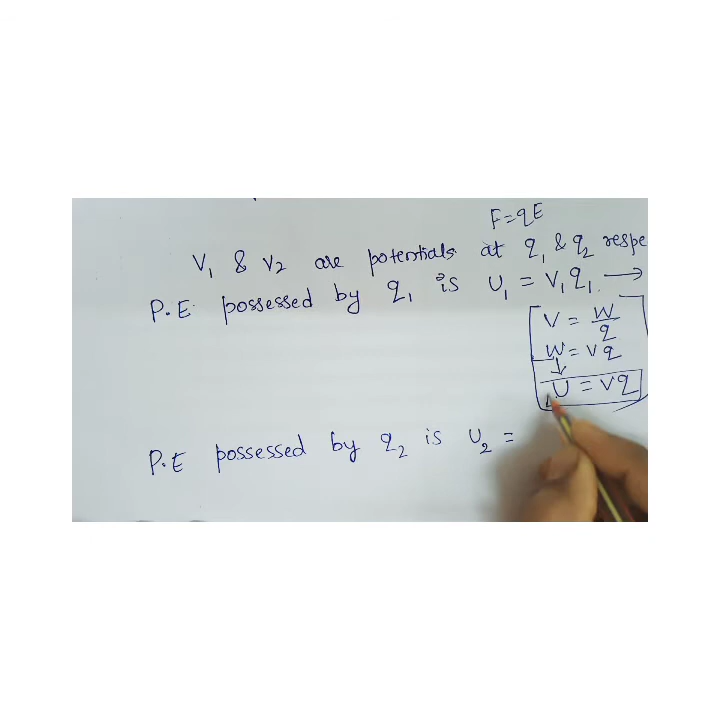 F=qE
V₁ & V₂ are potentials at q₁ & q₂ respe
P.E possessed by q₁ is U₁ = V₁q₁. →
V = W/q
W = Vq
↓
U = Vq
P.E possessed by q₂ is U₂ =